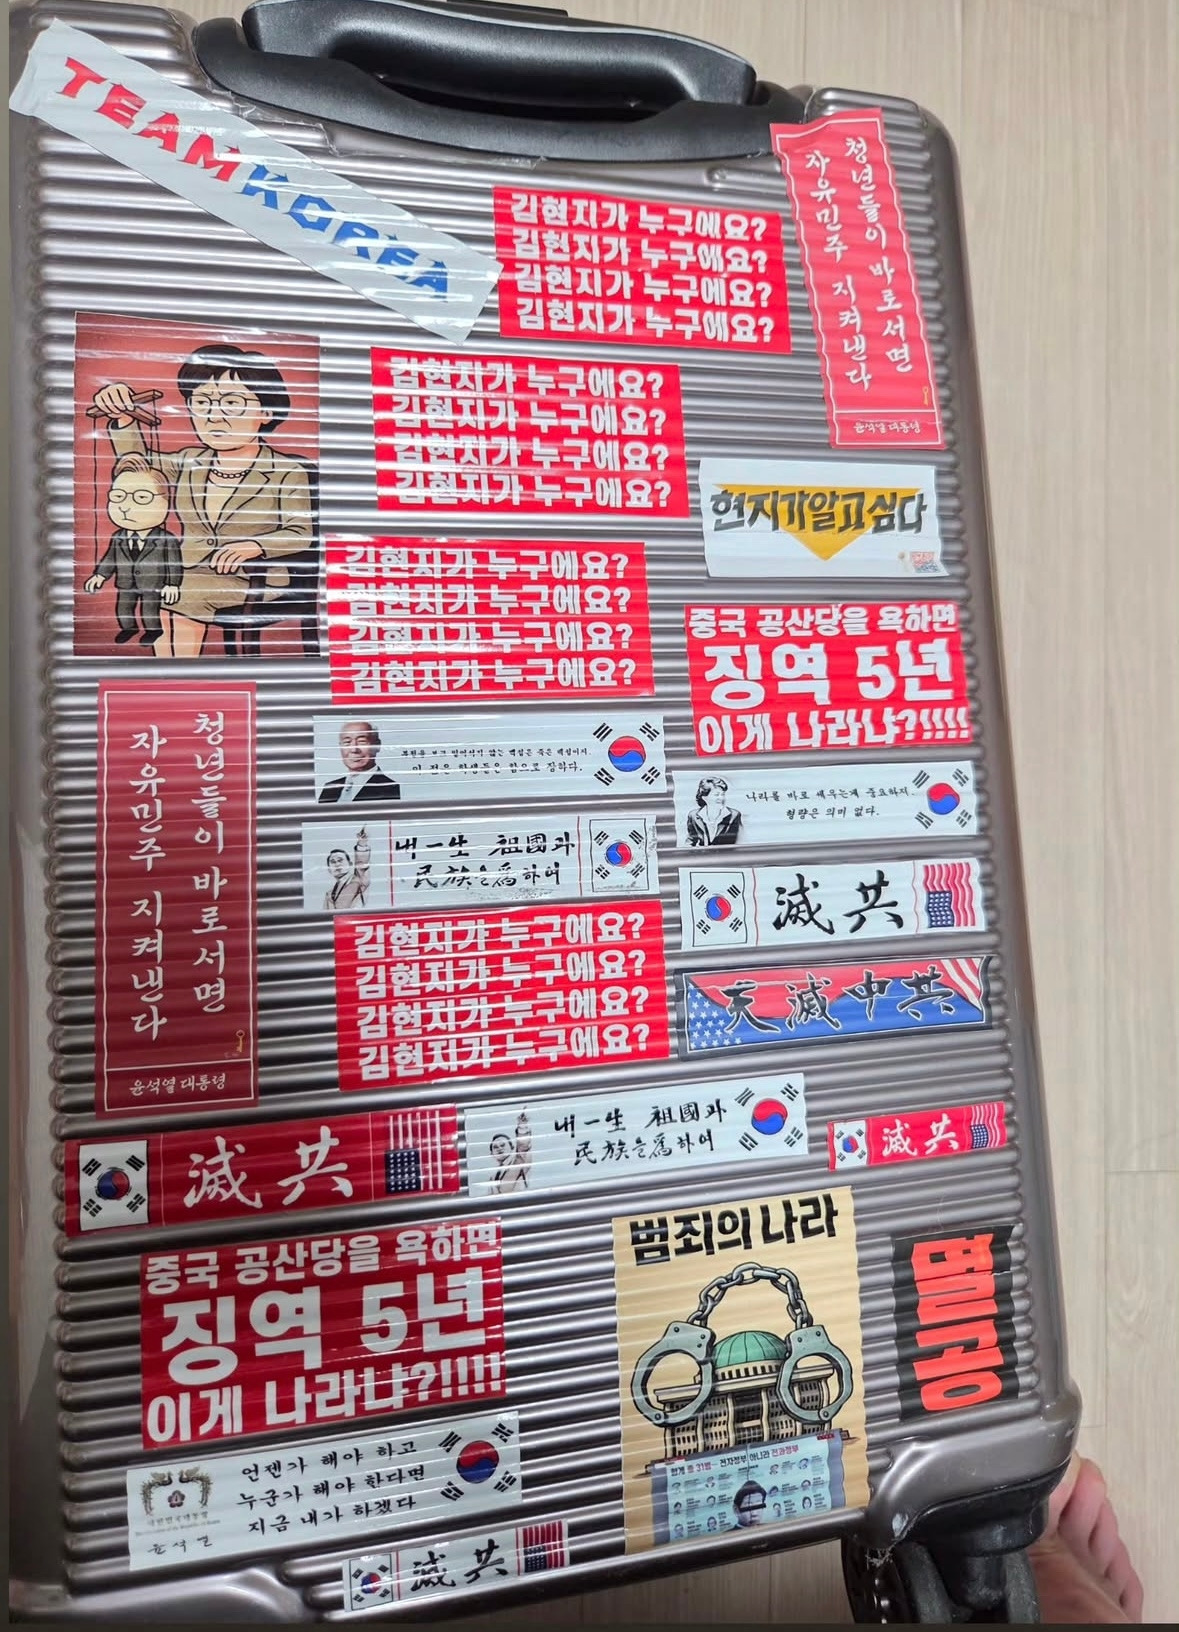 TEAM KOREA
김현지가 누구에요?
김현지가 누구에요?
김현지가 누구에요?
김현지가 누구에요?
청년들이 바로서면
자유민주 지켜낸다
윤석열 대통령
김현지가 누구에요?
김현지가 누구에요?
김현지가 누구에요?
김현지가 누구에요?
현지가알고싶다
김현지가 누구에요?
김현지가 누구에요?
김현지가 누구에요?
김현지가 누구에요?
중국 공산당을 욕하면
징역 5년
이게 나라냐?!!!!
청년들이 바로서면
자유민주 지켜낸다
윤석열 대통령
나라를 바로 세우는게 중요하지.
형량은 의미 없다.
내一生 祖國과
民族을 爲하여
滅共
김현지가 누구에요?
김현지가 누구에요?
김현지가 누구에요?
김현지가 누구에요?
天滅中共
滅共
내一生 祖國과
民族을 爲하여
滅共
중국 공산당을 욕하면
징역 5년
이게 나라냐?!!!!
범죄의 나라
멸공
언젠가 해야 하고
누군가 해야 한다면
지금 내가 하겠다
윤석열
滅共